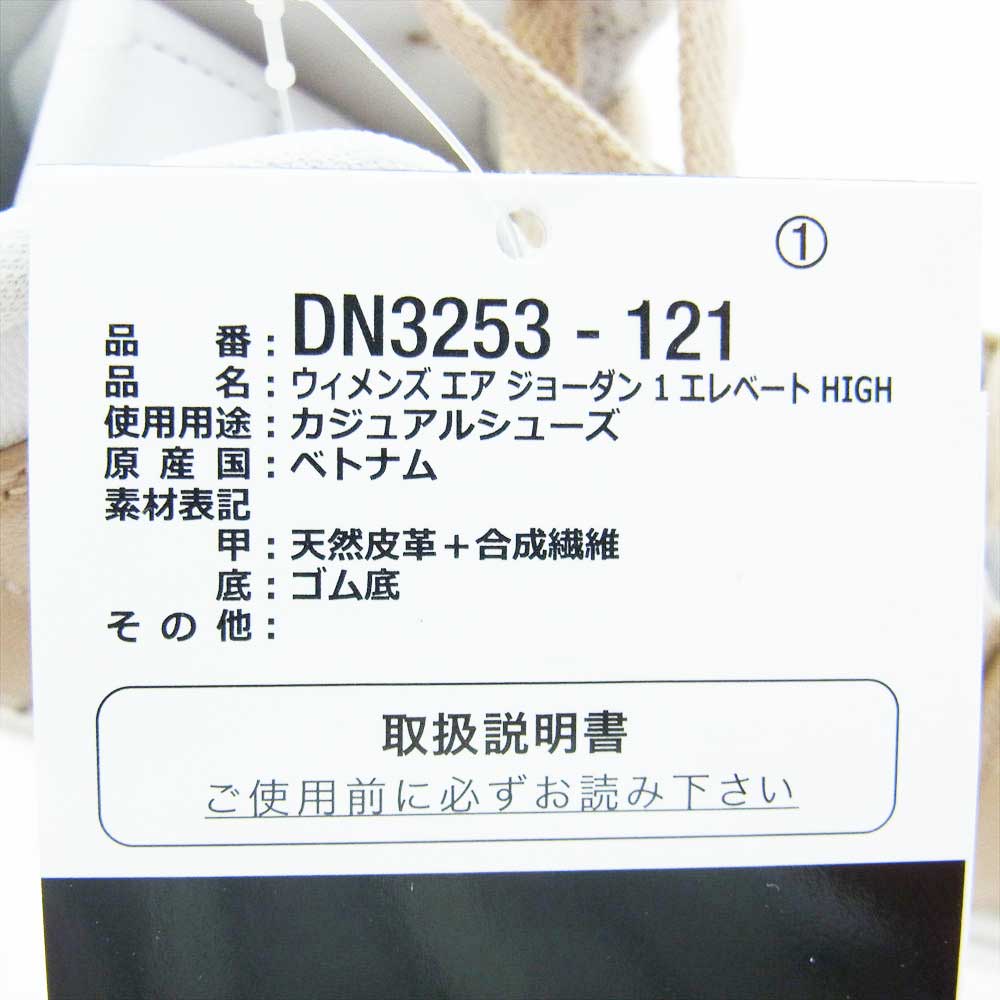 ①
品番：DN3253 - 121
品名：ウィメンズ エア ジョーダン 1 エレベート HIGH
使用用途：カジュアルシューズ
原産国：ベトナム
素材表記
甲：天然皮革＋合成繊維
底：ゴム底
その他：
取扱説明書
ご使用前に必ずお読み下さい